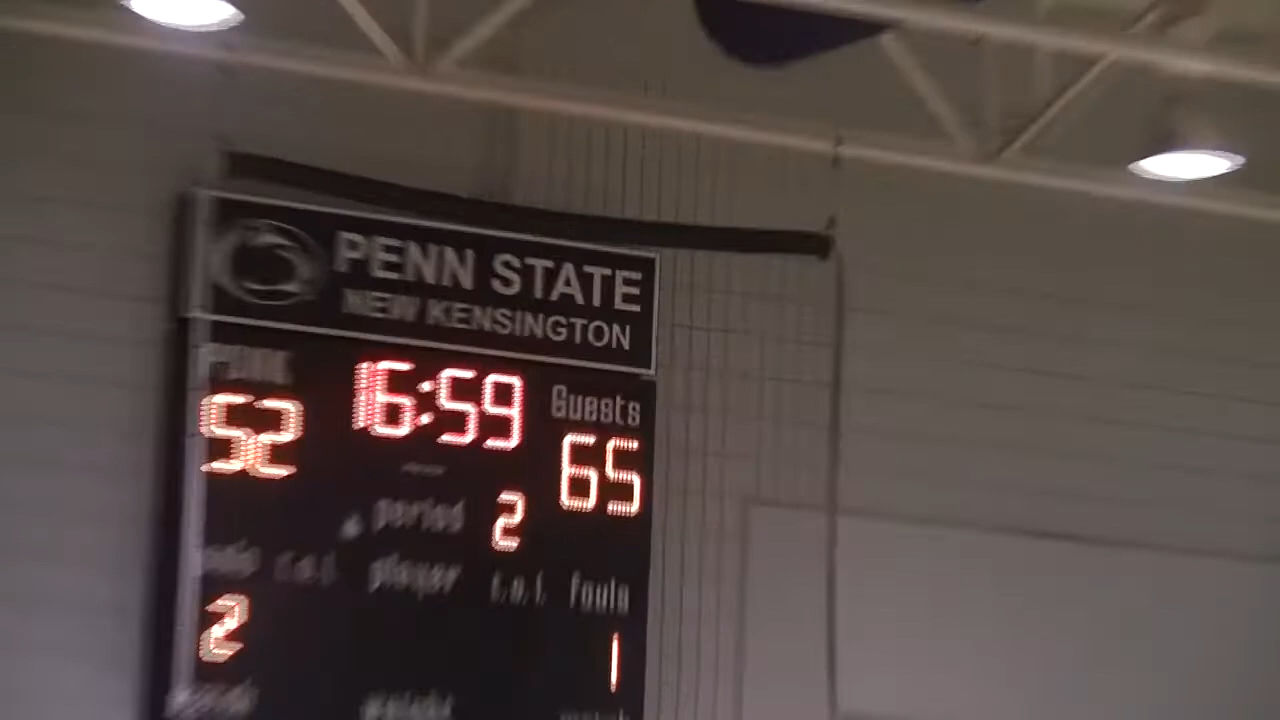 PENN STATE
NEW KENSINGTON
52 16:59 Guests
65
period 2
player t.o.l. fouls
2 1